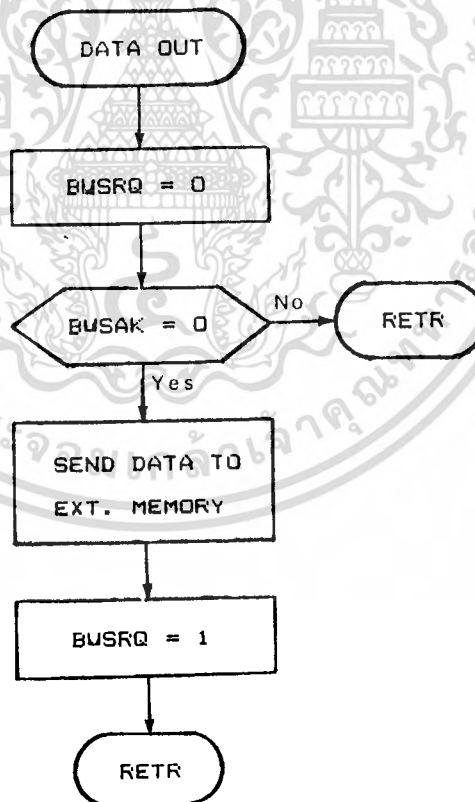 DATA OUT
BUSRQ = 0
BUSAK = 0
No
RETR
Yes
SEND DATA TO
EXT. MEMORY
BUSRQ = 1
RETR